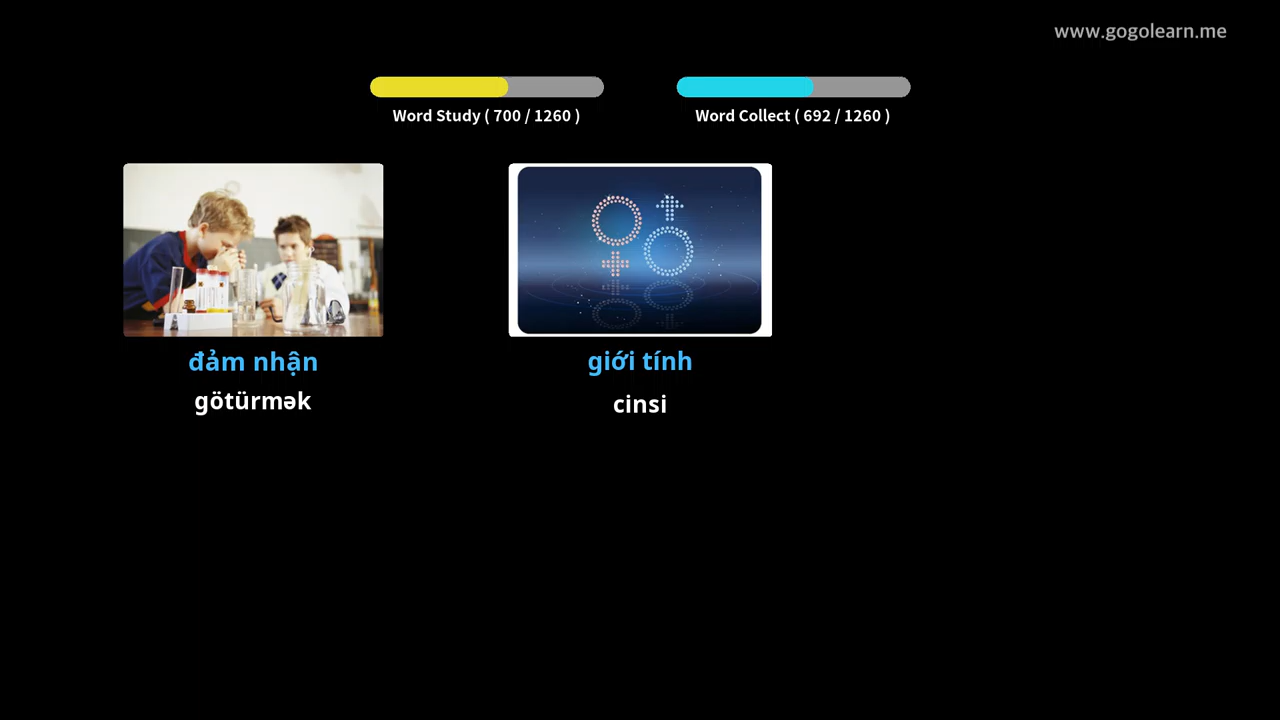 www.gogolearn.me
Word Study ( 700 / 1260 )
Word Collect ( 692 / 1260 )
đảm nhận
götürmək
giới tính
cinsi